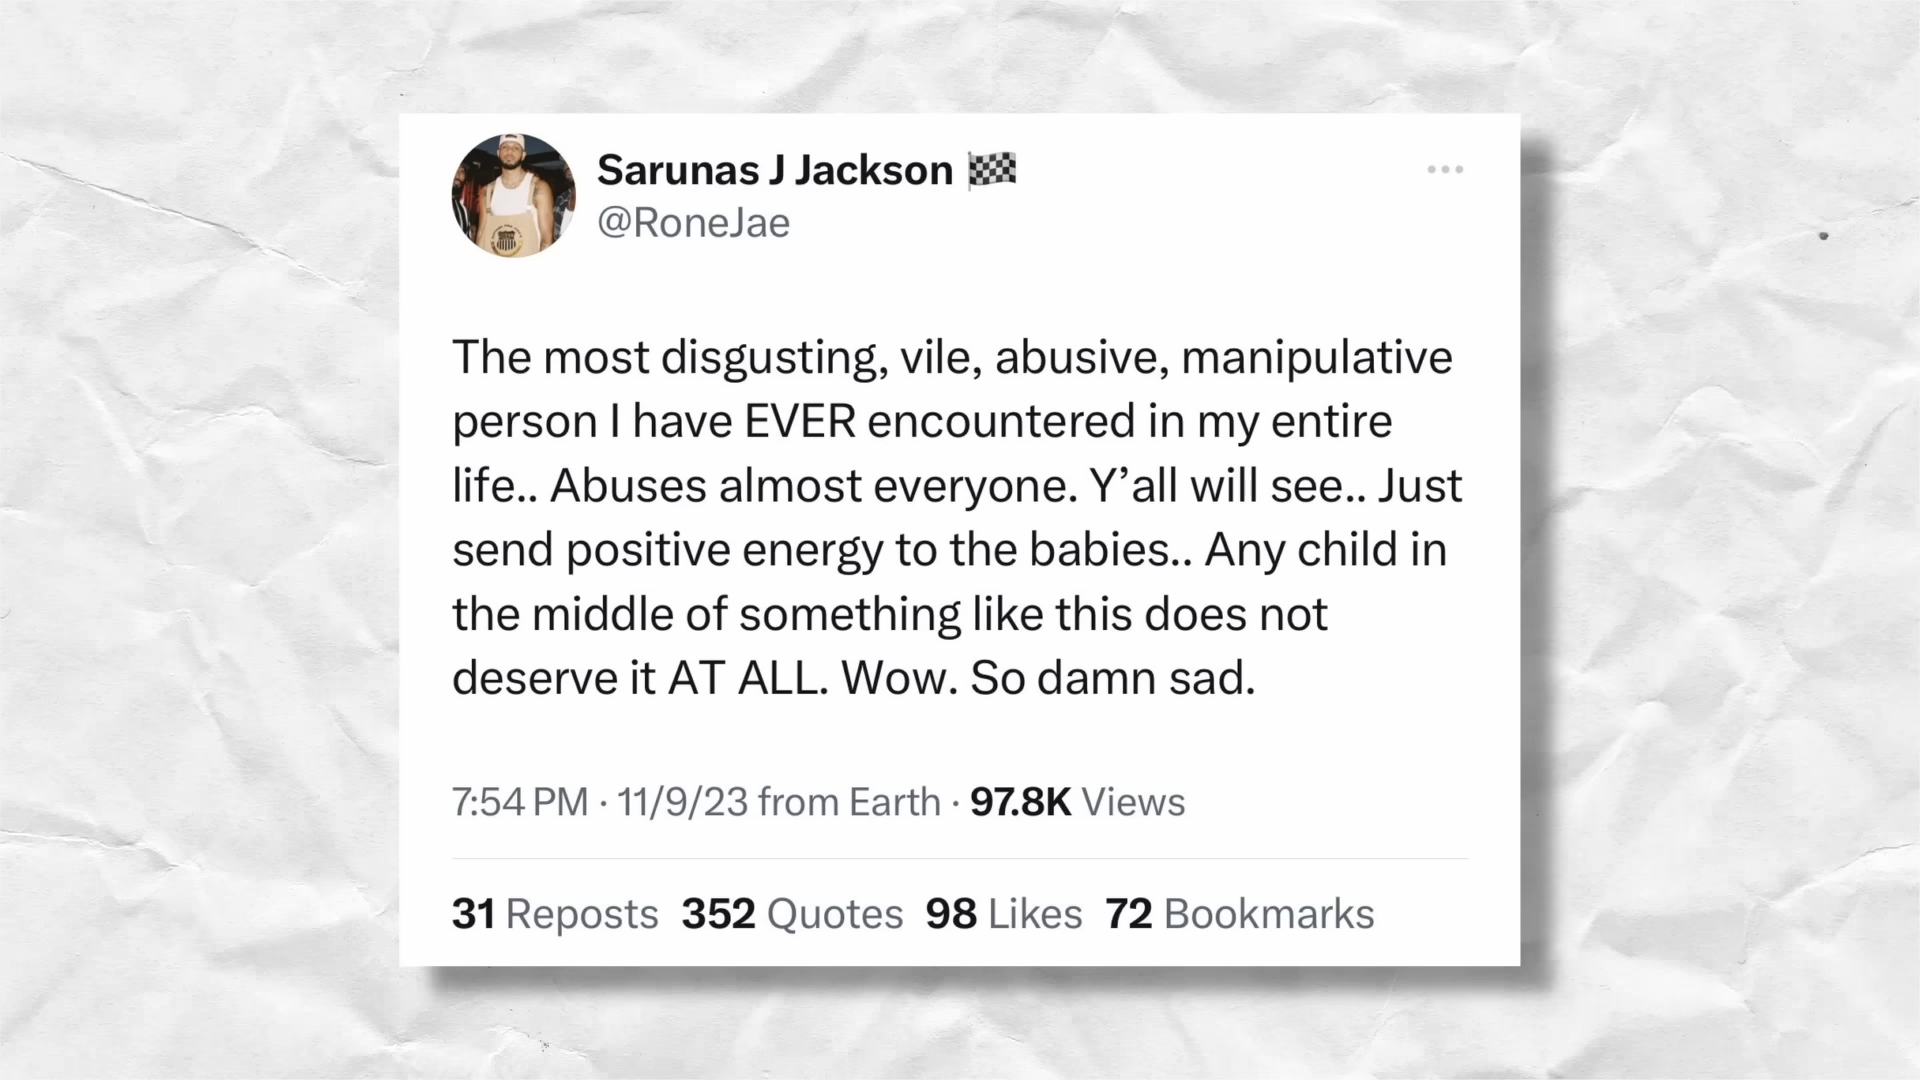 Sarunas J Jackson 🏁
@RoneJae
The most disgusting, vile, abusive, manipulative
person I have EVER encountered in my entire
life.. Abuses almost everyone. Y’all will see.. Just
send positive energy to the babies.. Any child in
the middle of something like this does not
deserve it AT ALL. Wow. So damn sad.
7:54 PM · 11/9/23 from Earth · 97.8K Views
31 Reposts 352 Quotes 98 Likes 72 Bookmarks